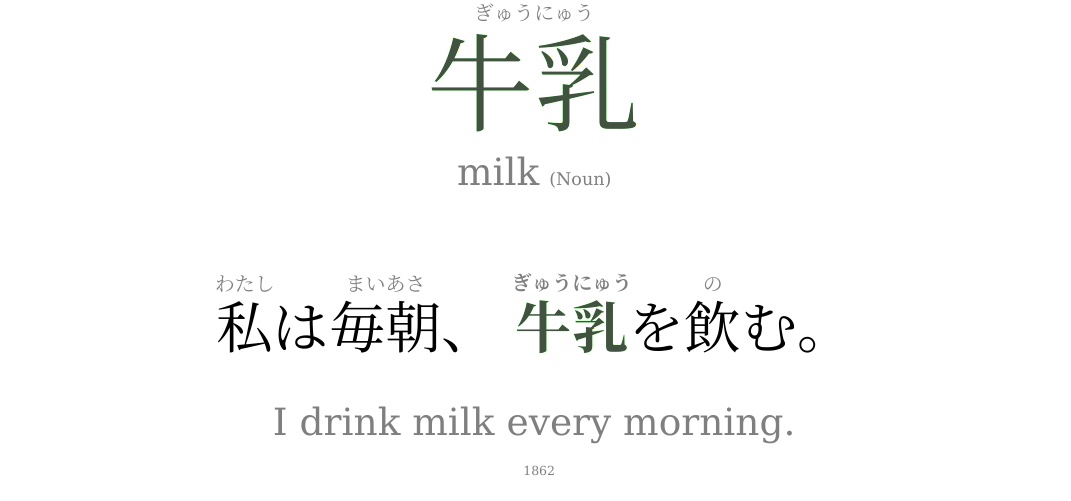 ぎゅうにゅう
牛乳
milk (Noun)
わたし まいあさ ぎゅうにゅう の
私は毎朝、 牛乳を飲む。
I drink milk every morning.
1862